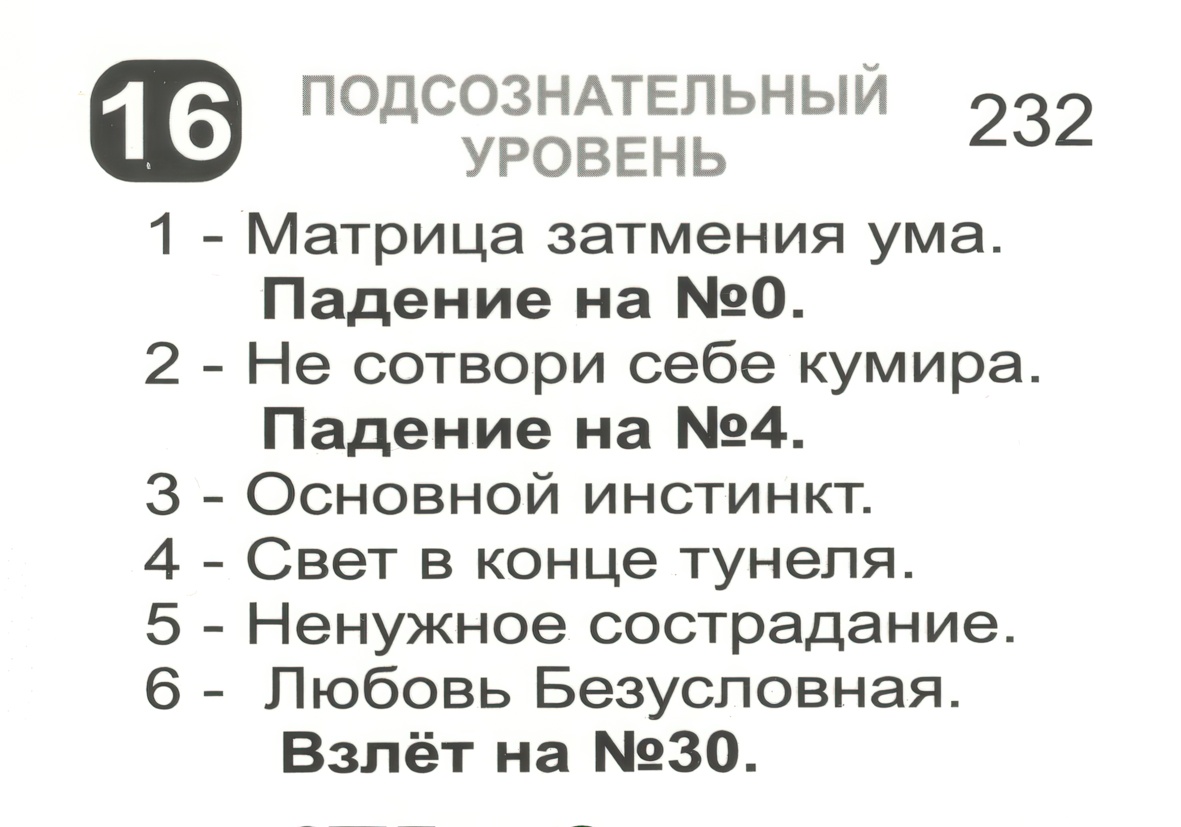 16 ПОДСОЗНАТЕЛЬНЫЙ 232
УРОВЕНЬ
1 - Матрица затмения ума.
Падение на №0.
2 - Не сотвори себе кумира.
Падение на №4.
3 - Основной инстинкт.
4 - Свет в конце тунеля.
5 - Ненужное сострадание.
6 - Любовь Безусловная.
Взлёт на №30.